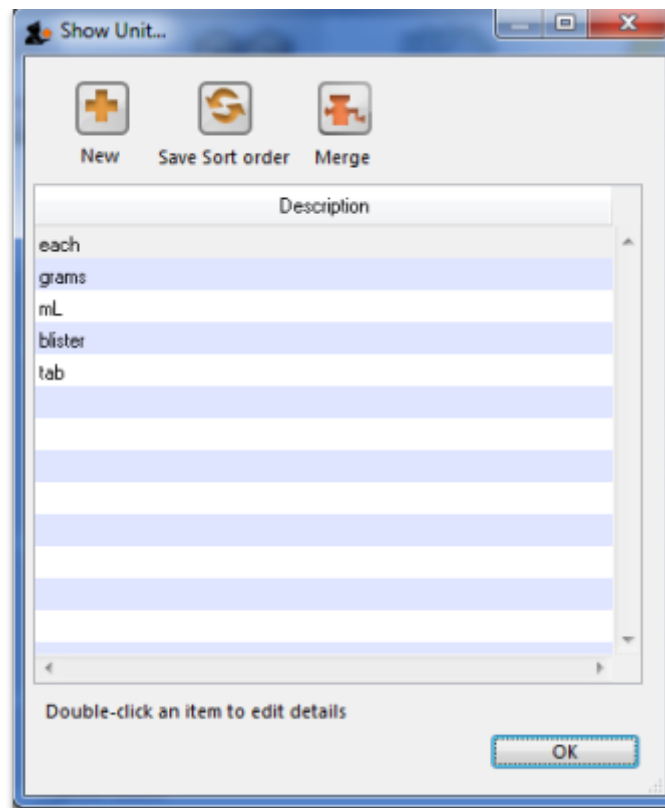 Show Unit...
New Save Sort order Merge
Description
each
grams
mL
blister
tab
Double-click an item to edit details
OK